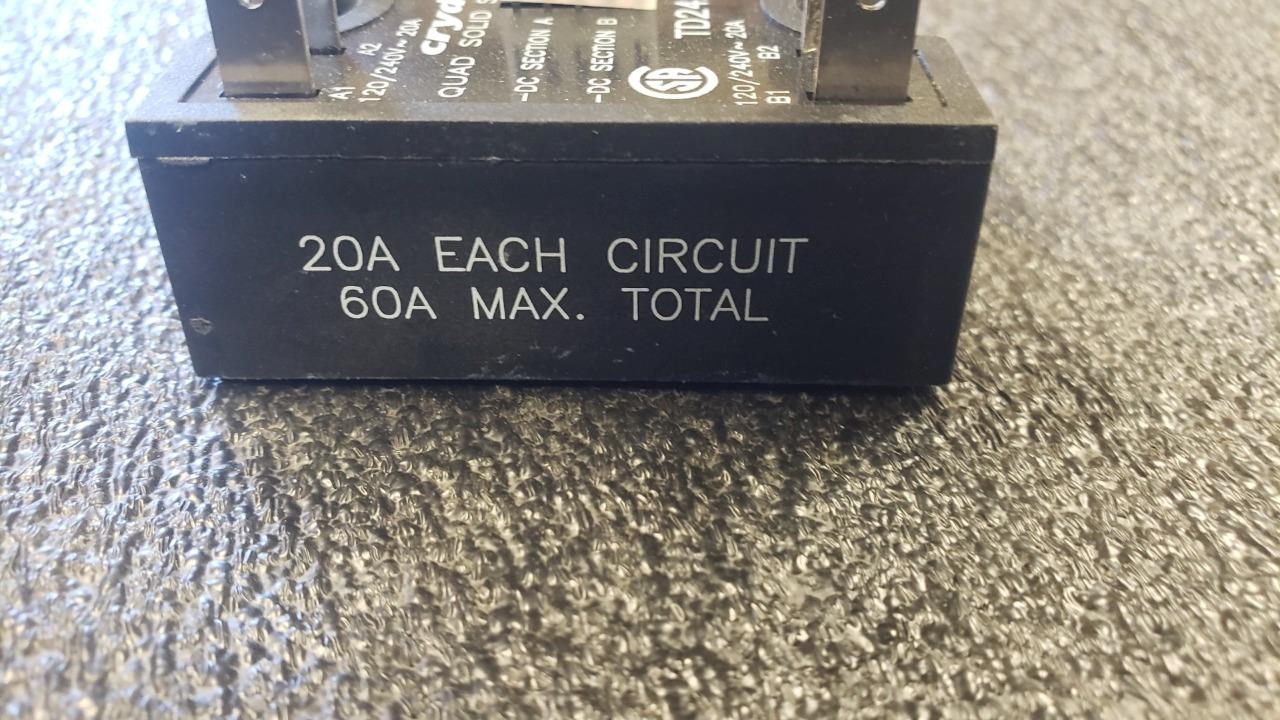 A1 A2
120/240V~ 20A
QUAD SOLID
-DC SECTION A
-DC SECTION B
120/240V~ 20A
B1 B2
20A EACH CIRCUIT
60A MAX. TOTAL